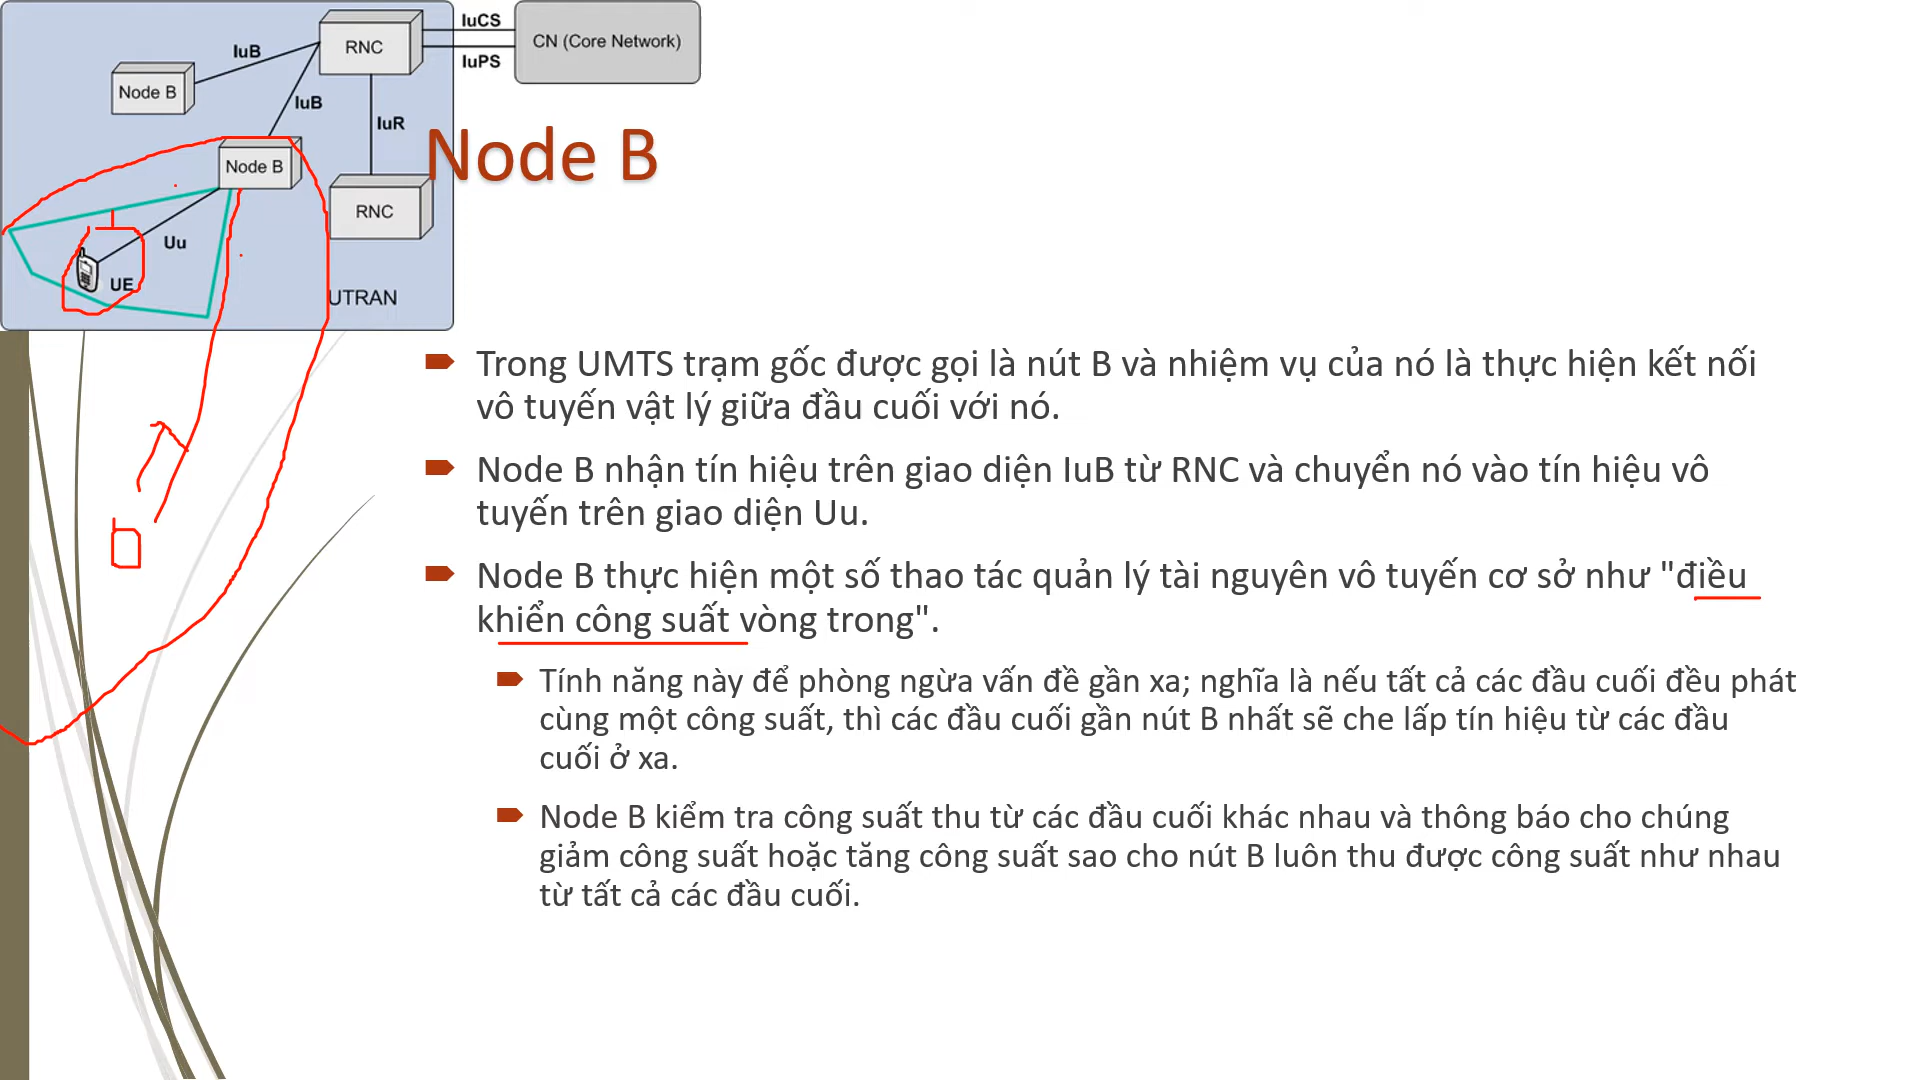 IuCS
RNC
CN (Core Network)
IuB
IuPS
Node B
IuB
IuR
Node B
Node B
RNC
Uu
UE
UTRAN
Trong UMTS trạm gốc được gọi là nút B và nhiệm vụ của nó là thực hiện kết nối
vô tuyến vật lý giữa đầu cuối với nó.
Node B nhận tín hiệu trên giao diện IuB từ RNC và chuyển nó vào tín hiệu vô
tuyến trên giao diện Uu.
Node B thực hiện một số thao tác quản lý tài nguyên vô tuyến cơ sở như "điều
khiển công suất vòng trong".
Tính năng này để phòng ngừa vấn đề gần xa; nghĩa là nếu tất cả các đầu cuối đều phát
cùng một công suất, thì các đầu cuối gần nút B nhất sẽ che lấp tín hiệu từ các đầu
cuối ở xa.
Node B kiểm tra công suất thu từ các đầu cuối khác nhau và thông báo cho chúng
giảm công suất hoặc tăng công suất sao cho nút B luôn thu được công suất như nhau
từ tất cả các đầu cuối.